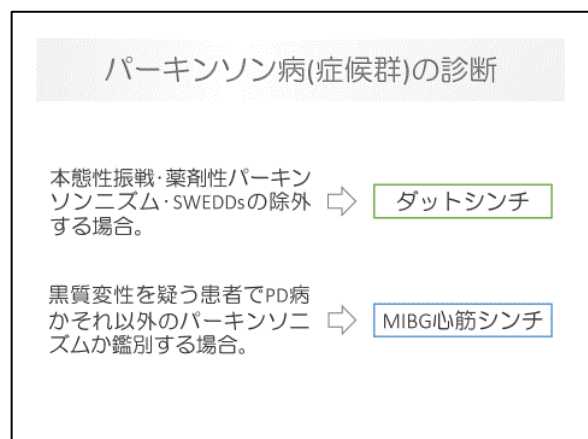 パーキンソン病(症候群)の診断
本態性振戦･薬剤性パーキン
ソンニズム･SWEDDsの除外
する場合。
ダットシンチ
黒質変性を疑う患者でPD病
かそれ以外のパーキンソニ
ズムか鑑別する場合。
MIBG心筋シンチ